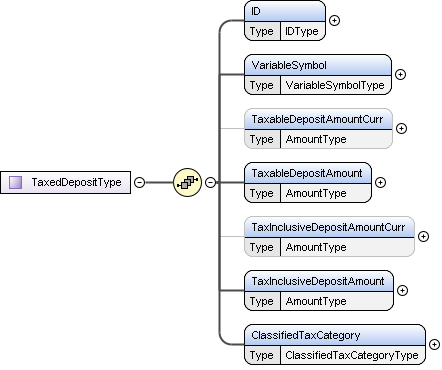 ID
Type IDType
VariableSymbol
Type VariableSymbolType
TaxableDepositAmountCurr
Type AmountType
TaxedDepositType
TaxableDepositAmount
Type AmountType
TaxInclusiveDepositAmountCurr
Type AmountType
TaxInclusiveDepositAmount
Type AmountType
ClassifiedTaxCategory
Type ClassifiedTaxCategoryType